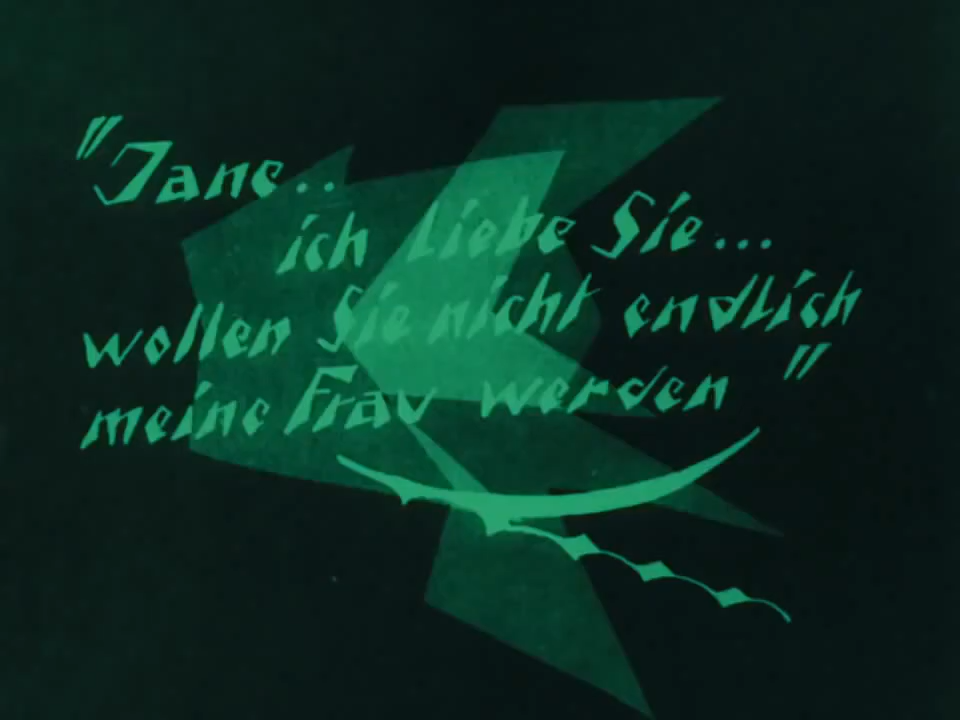 "Jane..
ich liebe Sie...
wollen Sie nicht endlich
meine Frau werden"